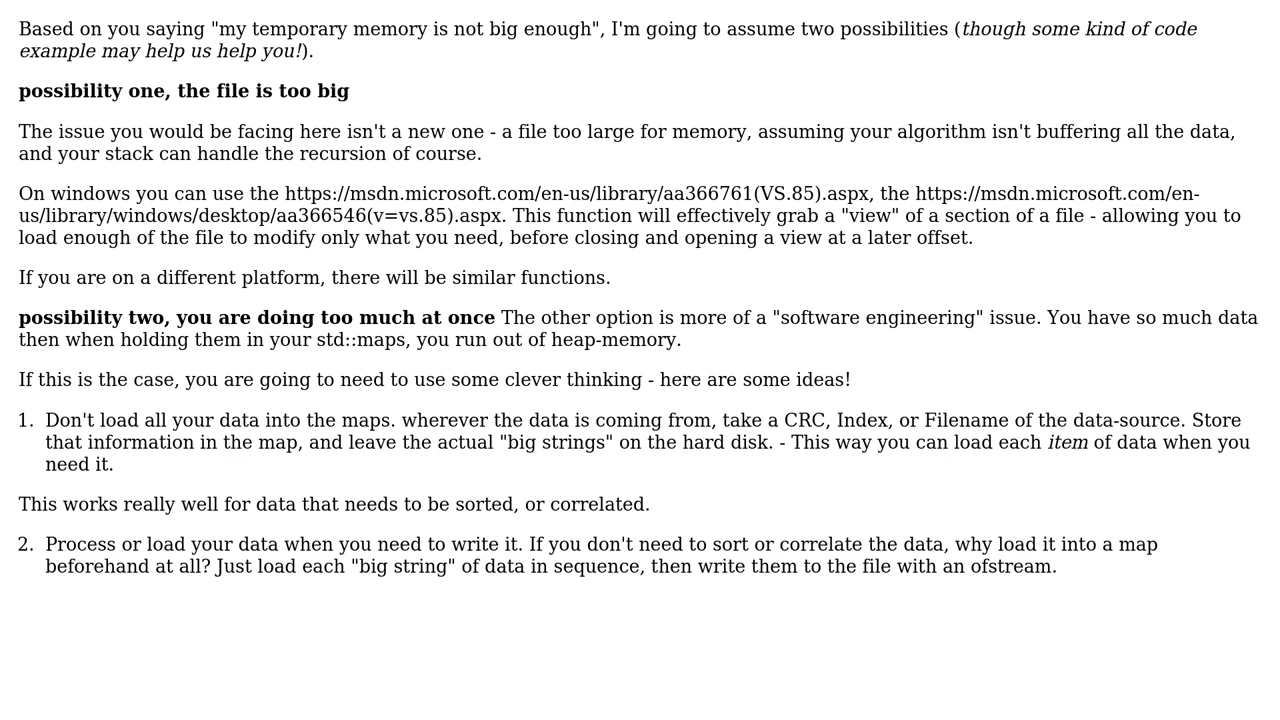 Based on you saying "my temporary memory is not big enough", I'm going to assume two possibilities (though some kind of code
example may help us help you!).
possibility one, the file is too big
The issue you would be facing here isn't a new one - a file too large for memory, assuming your algorithm isn't buffering all the data,
and your stack can handle the recursion of course.
On windows you can use the https://msdn.microsoft.com/en-us/library/aa366761(VS.85).aspx, the https://msdn.microsoft.com/en-
us/library/windows/desktop/aa366546(v=vs.85).aspx. This function will effectively grab a "view" of a section of a file - allowing you to
load enough of the file to modify only what you need, before closing and opening a view at a later offset.
If you are on a different platform, there will be similar functions.
possibility two, you are doing too much at once The other option is more of a "software engineering" issue. You have so much data
then when holding them in your std::maps, you run out of heap-memory.
If this is the case, you are going to need to use some clever thinking - here are some ideas!
1. Don't load all your data into the maps. wherever the data is coming from, take a CRC, Index, or Filename of the data-source. Store
that information in the map, and leave the actual "big strings" on the hard disk. - This way you can load each item of data when you
need it.
This works really well for data that needs to be sorted, or correlated.
2. Process or load your data when you need to write it. If you don't need to sort or correlate the data, why load it into a map
beforehand at all? Just load each "big string" of data in sequence, then write them to the file with an ofstream.